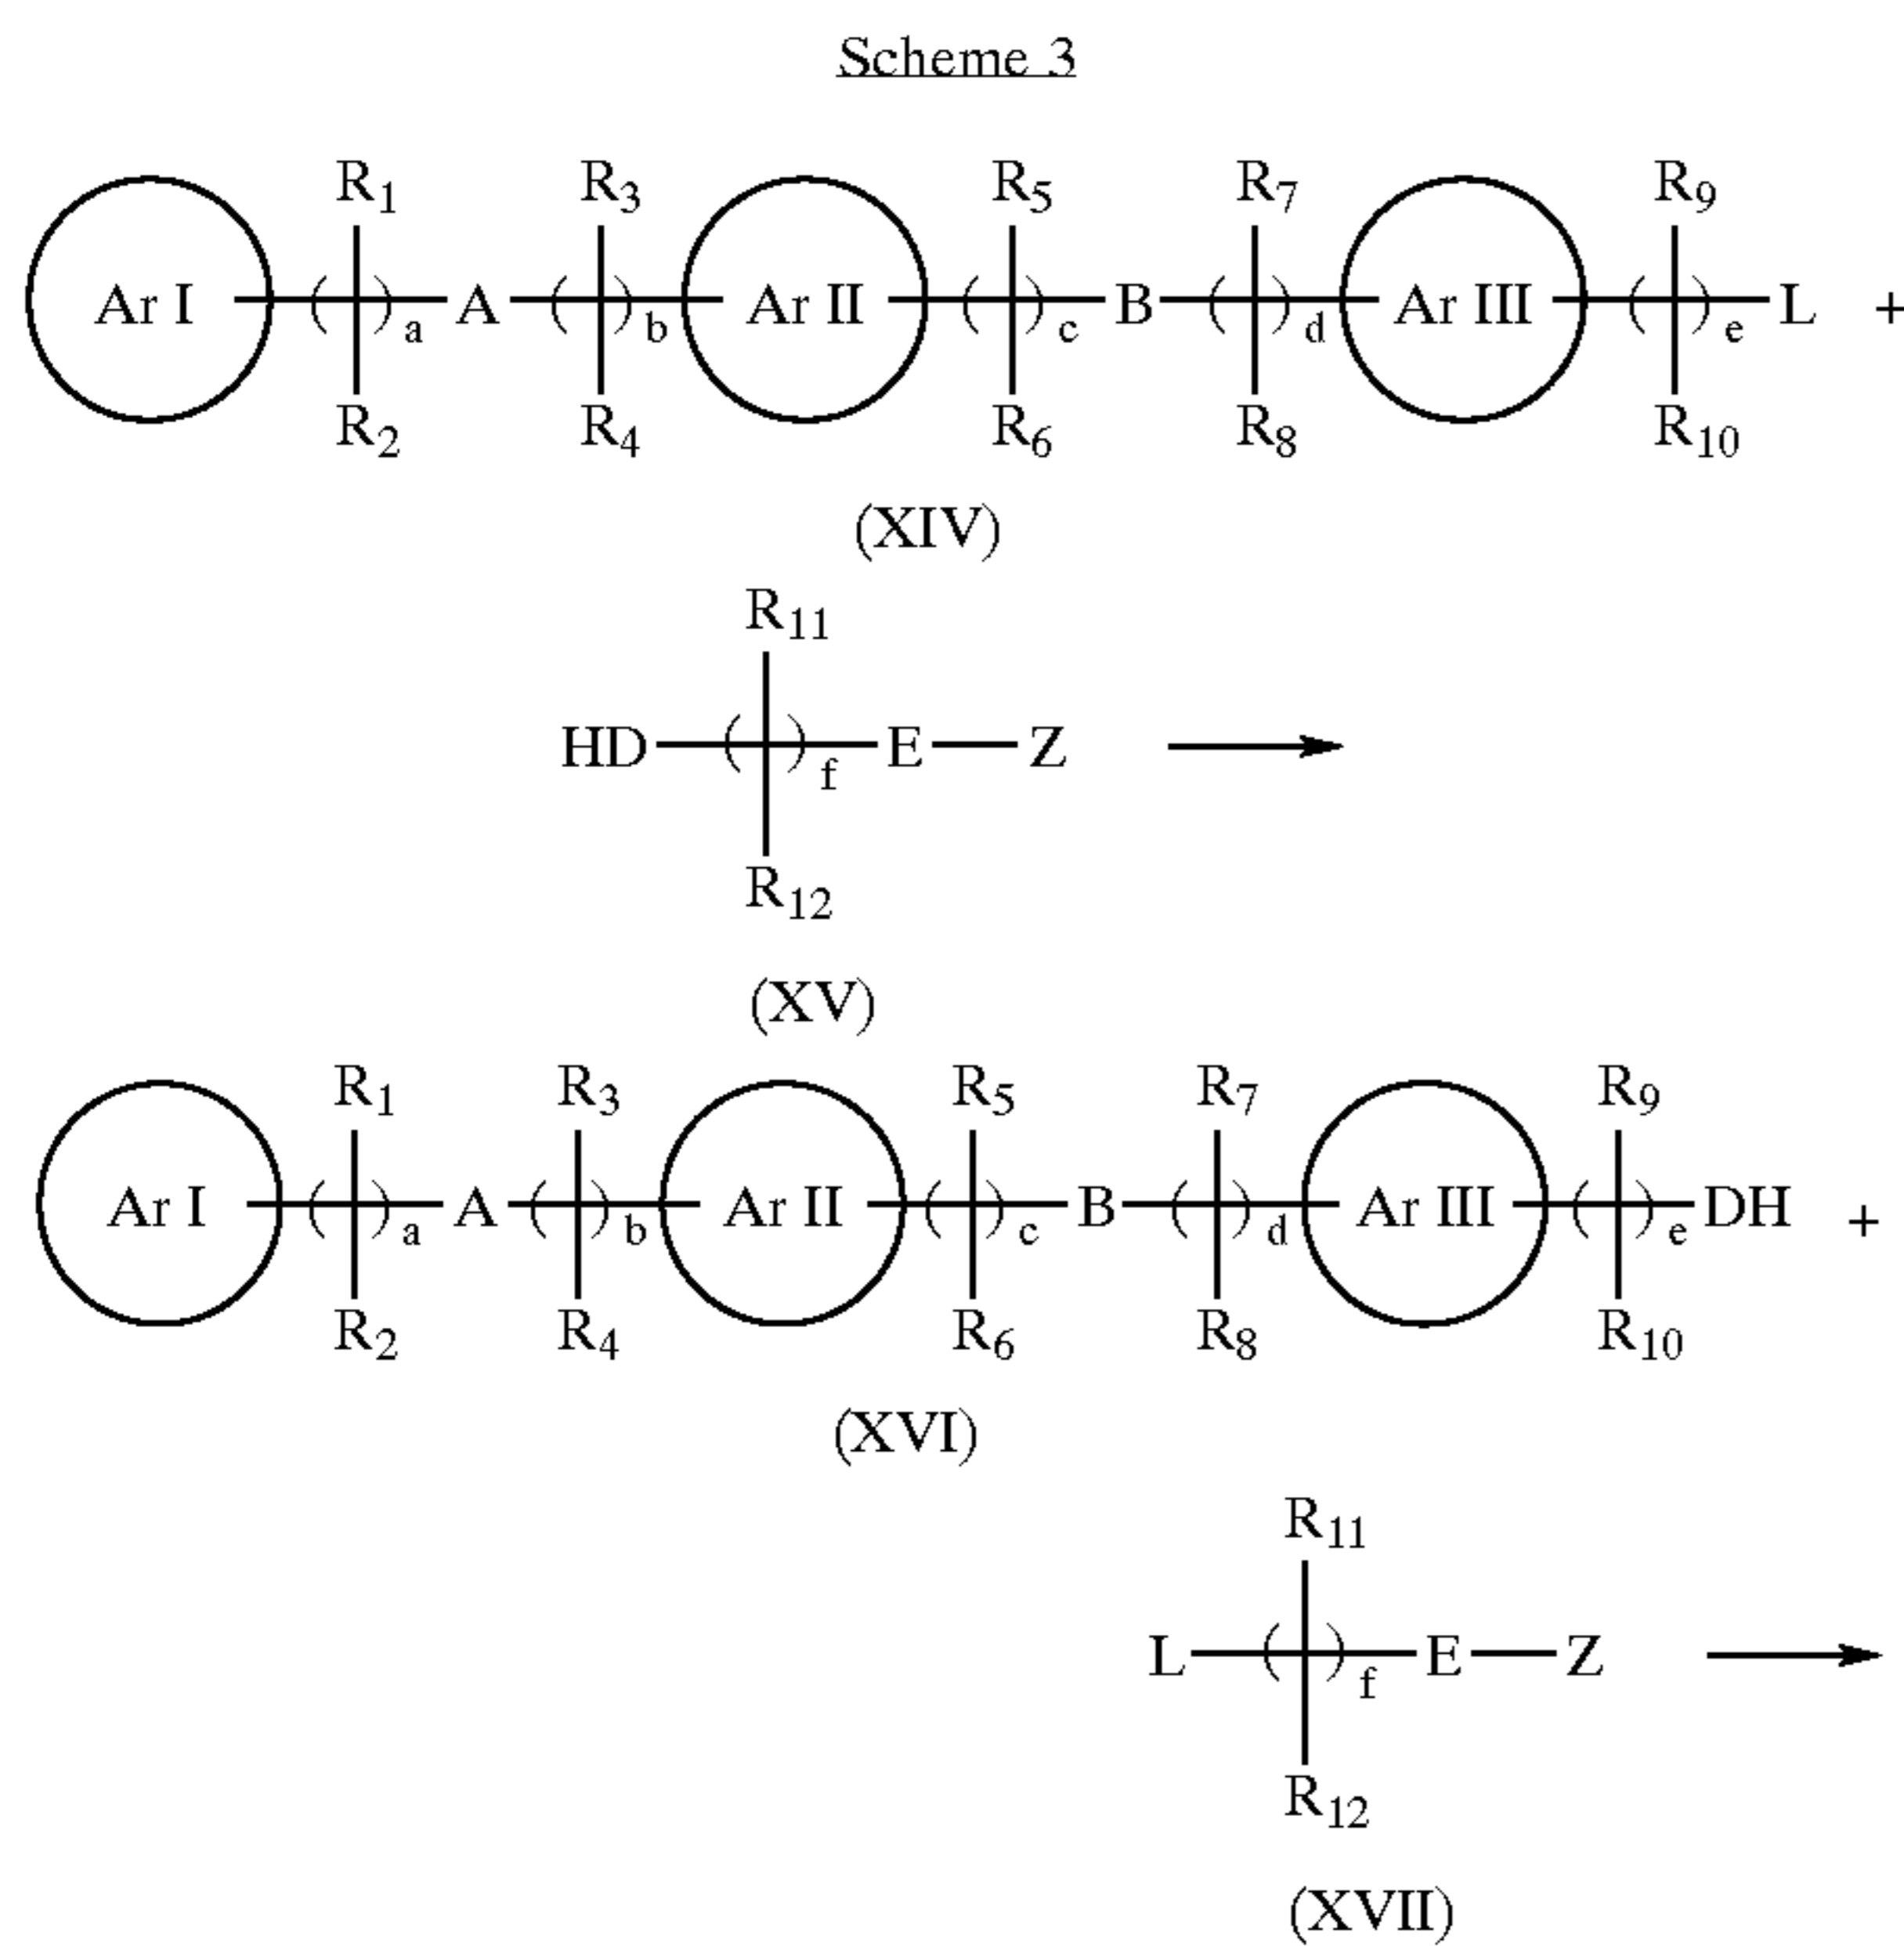 Scheme 3
R1 R3 R5 R7 R9
Ar I ( )a A ( )b Ar II ( )c B ( )d Ar III ( )e L +
R2 R4 R6 R8 R10
(XIV)
R11
HD ( )f E Z
R12
(XV)
R1 R3 R5 R7 R9
Ar I ( )a A ( )b Ar II ( )c B ( )d Ar III ( )e DH +
R2 R4 R6 R8 R10
(XVI)
R11
L ( )f E Z
R12
(XVII)